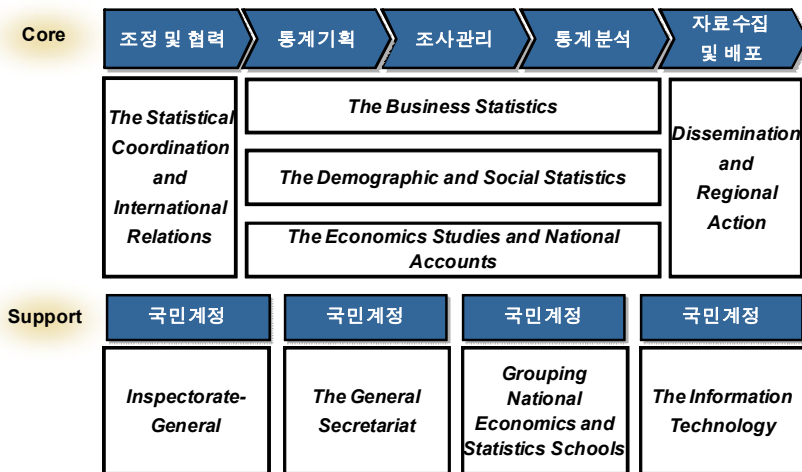 Core
조정 및 협력
통계기획
조사관리
통계분석
자료수집
및 배포
The Statistical
Coordination
and
International
Relations
The Business Statistics
The Demographic and Social Statistics
The Economics Studies and National
Accounts
Dissemination
and
Regional
Action
Support
국민계정
국민계정
국민계정
국민계정
Inspectorate-
General
The General
Secretariat
Grouping
National
Economics and
Statistics Schools
The Information
Technology